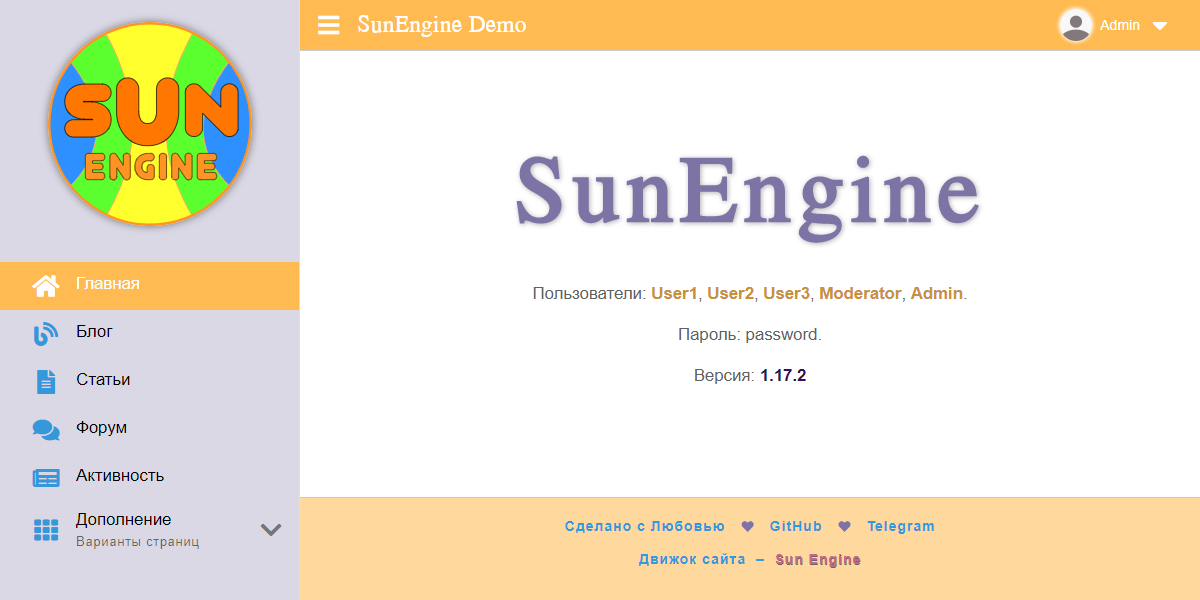 SUN
ENGINE
Главная
Блог
Статьи
Форум
Активность
Дополнение
Варианты страниц
SunEngine Demo
Admin
SunEngine
Пользователи: User1, User2, User3, Moderator, Admin.
Пароль: password.
Версия: 1.17.2
Сделано с Любовью GitHub Telegram
Движок сайта – Sun Engine